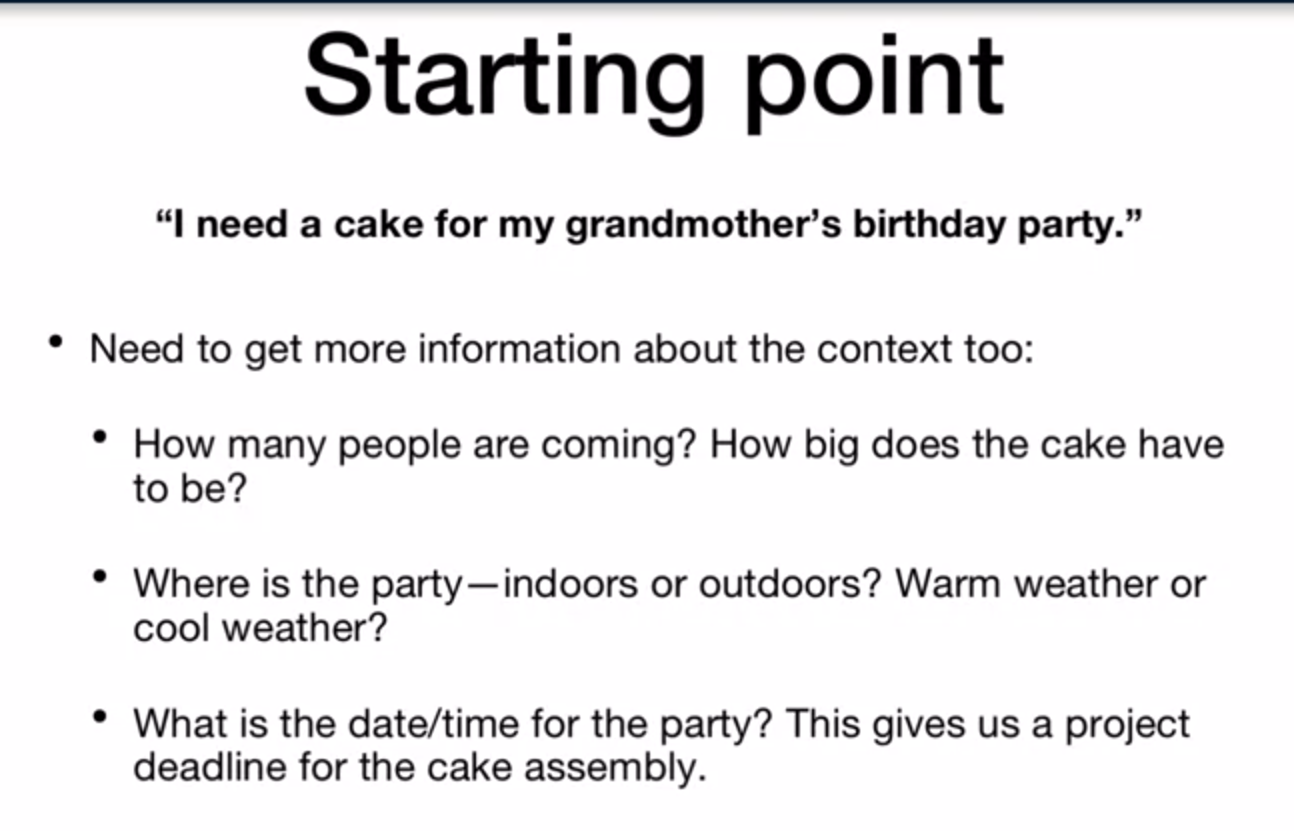 Starting point
“I need a cake for my grandmother’s birthday party.”
• Need to get more information about the context too:
• How many people are coming? How big does the cake have
to be?
• Where is the party—indoors or outdoors? Warm weather or
cool weather?
• What is the date/time for the party? This gives us a project
deadline for the cake assembly.